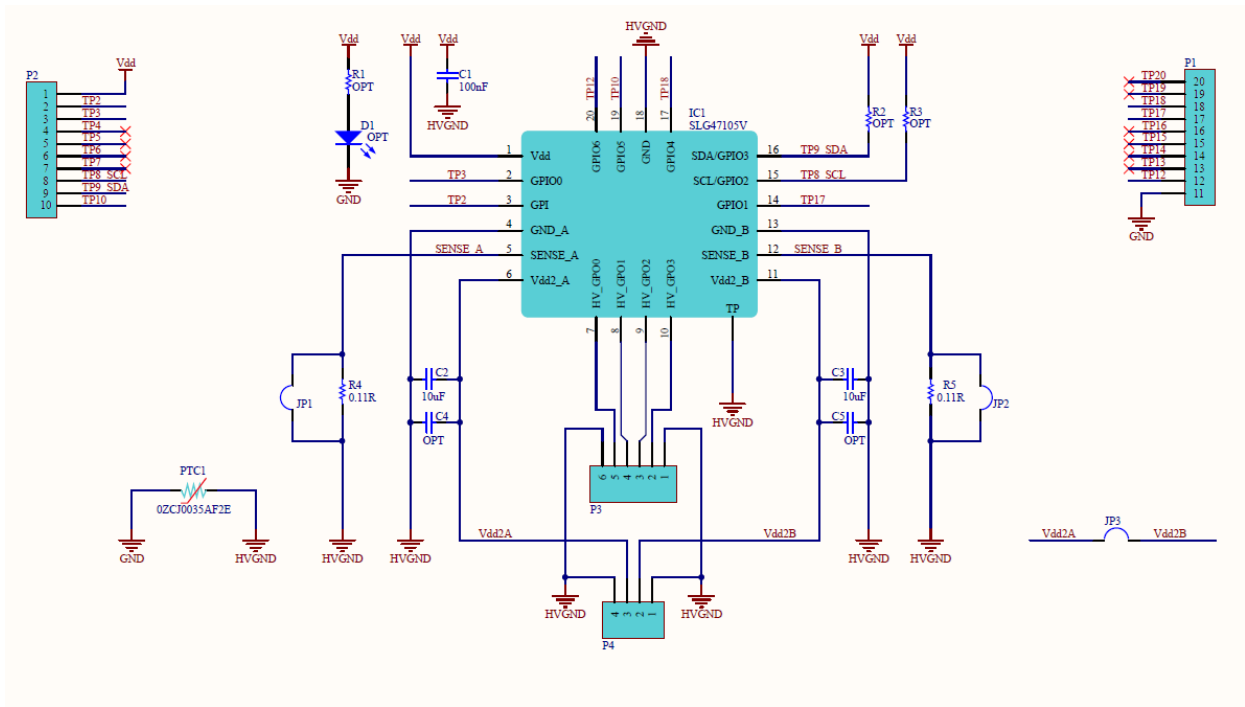 HVGND
Vdd
Vdd Vdd
Vdd Vdd
P2
Vdd
P1
R1
OPT
C1
100nF
HVGND
D1
OPT
GND
TP12
TP10
TP18
20
19
18
17
IC1
SLG47105V
R2
OPT
R3
OPT
1
2 TP2
3 TP3
4 TP4
5 TP5
6 TP6
7 TP7
8 TP8_SCL
9 TP9_SDA
10 TP10
TP20 20
TP19 19
TP18 18
TP17 17
TP16 16
TP15 15
TP14 14
TP13 13
TP12 12
11
GND
GPIO6
GPIO5
GND
GPIO4
1 Vdd
TP3 2 GPIO0
TP2 3 GPI
4 GND_A
SENSE_A 5 SENSE_A
6 Vdd2_A
SDA/GPIO3 16 TP9_SDA
SCL/GPIO2 15 TP8_SCL
GPIO1 14 TP17
GND_B 13
SENSE_B 12 SENSE_B
Vdd2_B 11
HV_GPO0
HV_GPO1
HV_GPO2
HV_GPO3
TP
7
8
9
10
JP1
R4
0.11R
C2
10uF
C4
OPT
HVGND
C3
10uF
C5
OPT
R5
0.11R
JP2
6 5 4 3 2 1
P3
PTC1
0ZCJ0035AF2E
GND
HVGND
HVGND
HVGND
Vdd2A
Vdd2B
HVGND
HVGND
Vdd2A
JP3
Vdd2B
HVGND
HVGND
4 3 2 1
P4